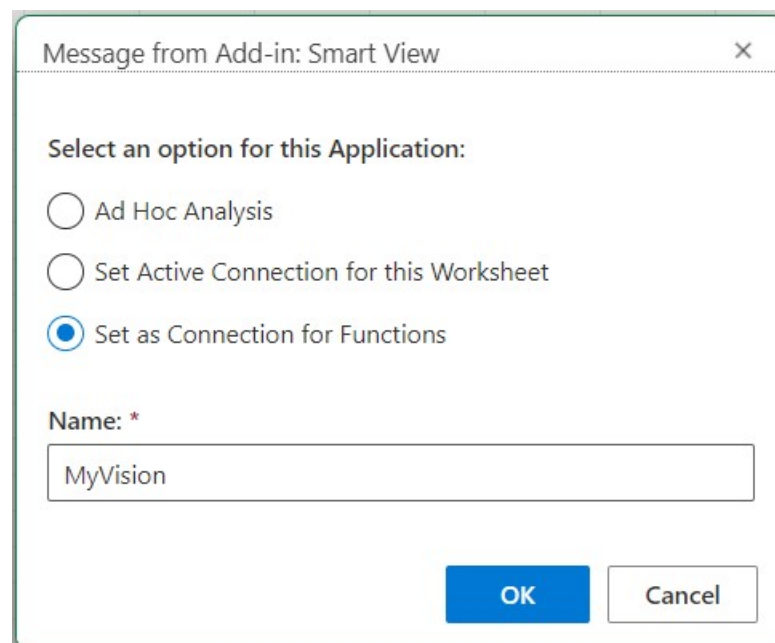 Message from Add-in: Smart View
Select an option for this Application:
Ad Hoc Analysis
Set Active Connection for this Worksheet
Set as Connection for Functions
Name: *
MyVision
OK Cancel